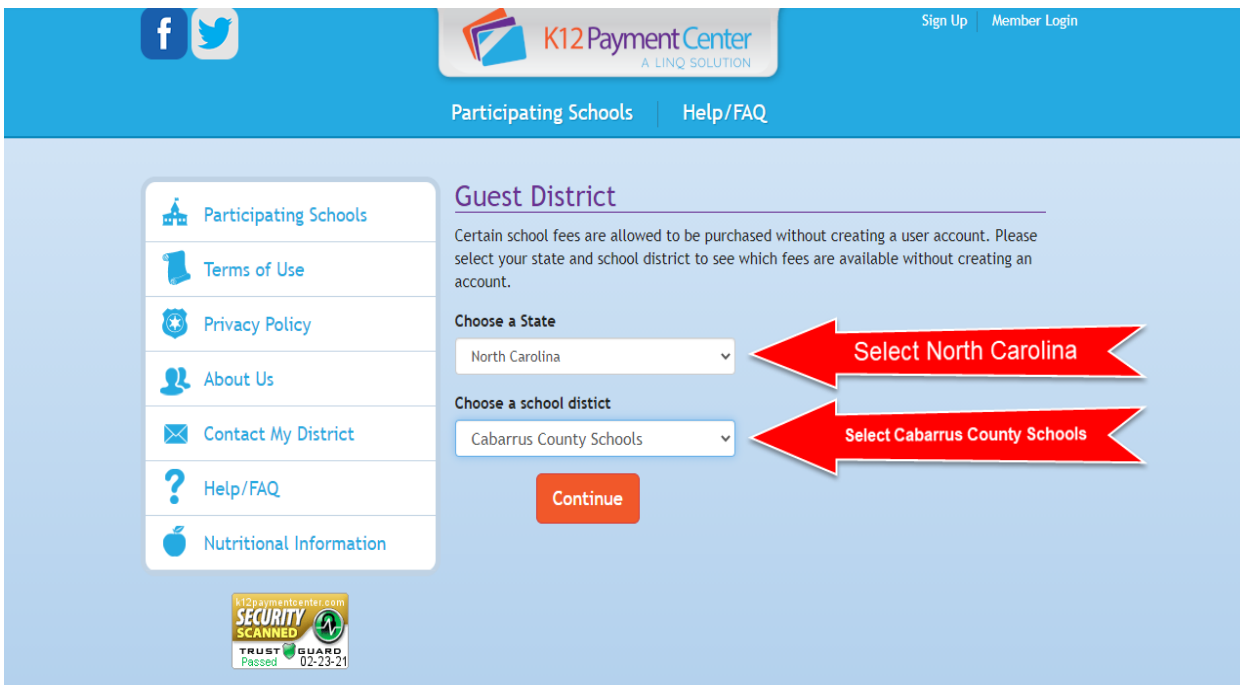 K12 Payment Center
A LINQ SOLUTION
Sign Up
Member Login
Participating Schools
Help/FAQ
Participating Schools
Terms of Use
Privacy Policy
About Us
Contact My District
Help/FAQ
Nutritional Information
k12paymentcenter.com
SECURITY
SCANNED
TRUST GUARD
Passed 02-23-21
Guest District
Certain school fees are allowed to be purchased without creating a user account. Please
select your state and school district to see which fees are available without creating an
account.
Choose a State
North Carolina
Select North Carolina
Choose a school distict
Cabarrus County Schools
Select Cabarrus County Schools
Continue